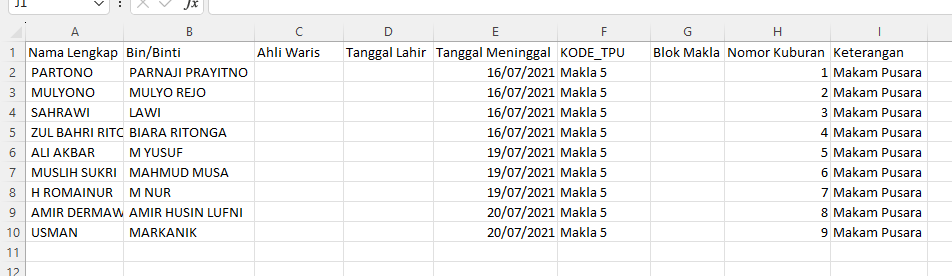 J1 fx
A B C D E F G H I
1 Nama Lengkap Bin/Binti Ahli Waris Tanggal Lahir Tanggal Meninggal KODE_TPU Blok Makla Nomor Kuburan Keterangan
2 PARTONO PARNAJI PRAYITNO 16/07/2021 Makla 5 1 Makam Pusara
3 MULYONO MULYO REJO 16/07/2021 Makla 5 2 Makam Pusara
4 SAHRAWI LAWI 16/07/2021 Makla 5 3 Makam Pusara
5 ZUL BAHRI RITO BIARA RITONGA 16/07/2021 Makla 5 4 Makam Pusara
6 ALI AKBAR M YUSUF 19/07/2021 Makla 5 5 Makam Pusara
7 MUSLIH SUKRI MAHMUD MUSA 19/07/2021 Makla 5 6 Makam Pusara
8 H ROMAINUR M NUR 19/07/2021 Makla 5 7 Makam Pusara
9 AMIR DERMAW AMIR HUSIN LUFNI 20/07/2021 Makla 5 8 Makam Pusara
10 USMAN MARKANIK 20/07/2021 Makla 5 9 Makam Pusara
11
12